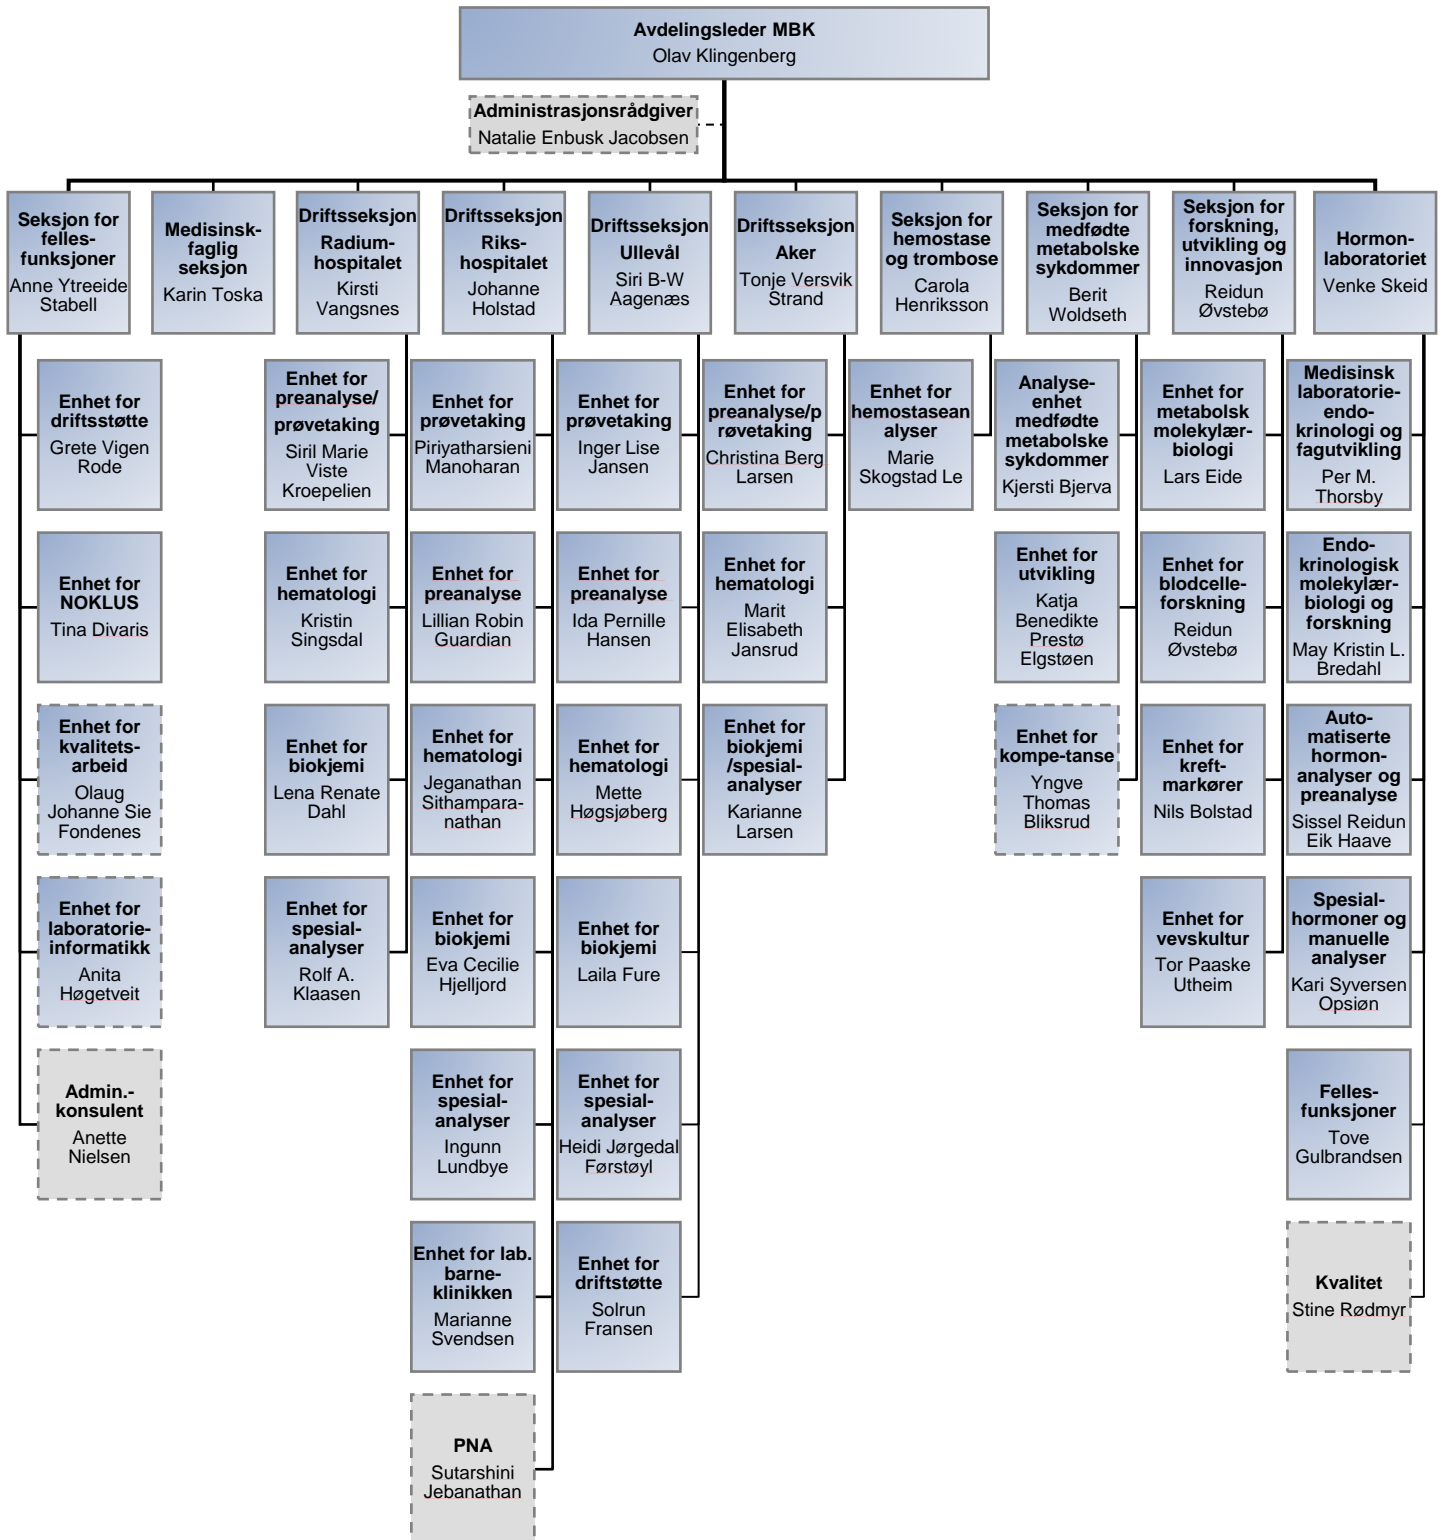 Avdelingsleder MBK
Olav Klingenberg
Administrasjonsrådgiver
Natalie Enbusk Jacobsen
Seksjon for
felles-
funksjoner
Anne Ytreeide
Stabell
Medisinsk-
faglig
seksjon
Karin Toska
Driftsseksjon
Radium-
hospitalet
Kirsti
Vangsnes
Driftsseksjon
Riks-
hospitalet
Johanne
Holstad
Driftsseksjon
Ullevål
Siri B-W
Aagenæs
Driftsseksjon
Aker
Tonje Versvik
Strand
Seksjon for
hemostase
og trombose
Carola
Henriksson
Seksjon for
medfødte
metabolske
sykdommer
Berit
Woldseth
Seksjon for
forskning,
utvikling og
innovasjon
Reidun
Øvstebø
Hormon-
laboratoriet
Venke Skeid
Enhet for
driftsstøtte
Grete Vigen
Rode
Enhet for
preanalyse/
prøvetaking
Siril Marie
Viste
Kroepelien
Enhet for
prøvetaking
Piriyatharsieni
Manoharan
Enhet for
prøvetaking
Inger Lise
Jansen
Enhet for
preanalyse/p
røvetaking
Christina Berg
Larsen
Enhet for
hemostasean
alyser
Marie
Skogstad Le
Analyse-
enhet
medfødte
metabolske
sykdommer
Kjersti Bjerva
Enhet for
metabolsk
molekylær-
biologi
Lars Eide
Medisinsk
laboratorie-
endo-
krinologi og
fagutvikling
Per M.
Thorsby
Enhet for
NOKLUS
Tina Divaris
Enhet for
hematologi
Kristin
Singsdal
Enhet for
preanalyse
Lillian Robin
Guardian
Enhet for
preanalyse
Ida Pernille
Hansen
Enhet for
hematologi
Marit
Elisabeth
Jansrud
Enhet for
utvikling
Katja
Benedikte
Prestø
Elgstøen
Enhet for
blodcelle-
forskning
Reidun
Øvstebø
Endo-
krinologisk
molekylær-
biologi og
forskning
May Kristin L.
Bredahl
Enhet for
kvalitets-
arbeid
Olaug
Johanne Sie
Fondenes
Enhet for
biokjemi
Lena Renate
Dahl
Enhet for
hematologi
Jeganathan
Sithampara-
nathan
Enhet for
hematologi
Mette
Høgsjøberg
Enhet for
biokjemi
/spesial-
analyser
Karianne
Larsen
Enhet for
kompe-tanse
Yngve
Thomas
Bliksrud
Enhet for
kreft-
markører
Nils Bolstad
Auto-
matiserte
hormon-
analyser og
preanalyse
Sissel Reidun
Eik Haave
Enhet for
laboratorie-
informatikk
Anita
Høgetveit
Enhet for
spesial-
analyser
Rolf A.
Klaasen
Enhet for
biokjemi
Eva Cecilie
Hjelljord
Enhet for
biokjemi
Laila Fure
Enhet for
vevskultur
Tor Paaske
Utheim
Spesial-
hormoner og
manuelle
analyser
Kari Syversen
Opsiøn
Admin.-
konsulent
Anette
Nielsen
Enhet for
spesial-
analyser
Ingunn
Lundbye
Enhet for
spesial-
analyser
Heidi Jørgedal
Førstøyl
Felles-
funksjoner
Tove
Gulbrandsen
Enhet for lab.
barne-
klinikken
Marianne
Svendsen
Enhet for
driftstøtte
Solrun
Fransen
Kvalitet
Stine Rødmyr
PNA
Sutarshini
Jebanathan